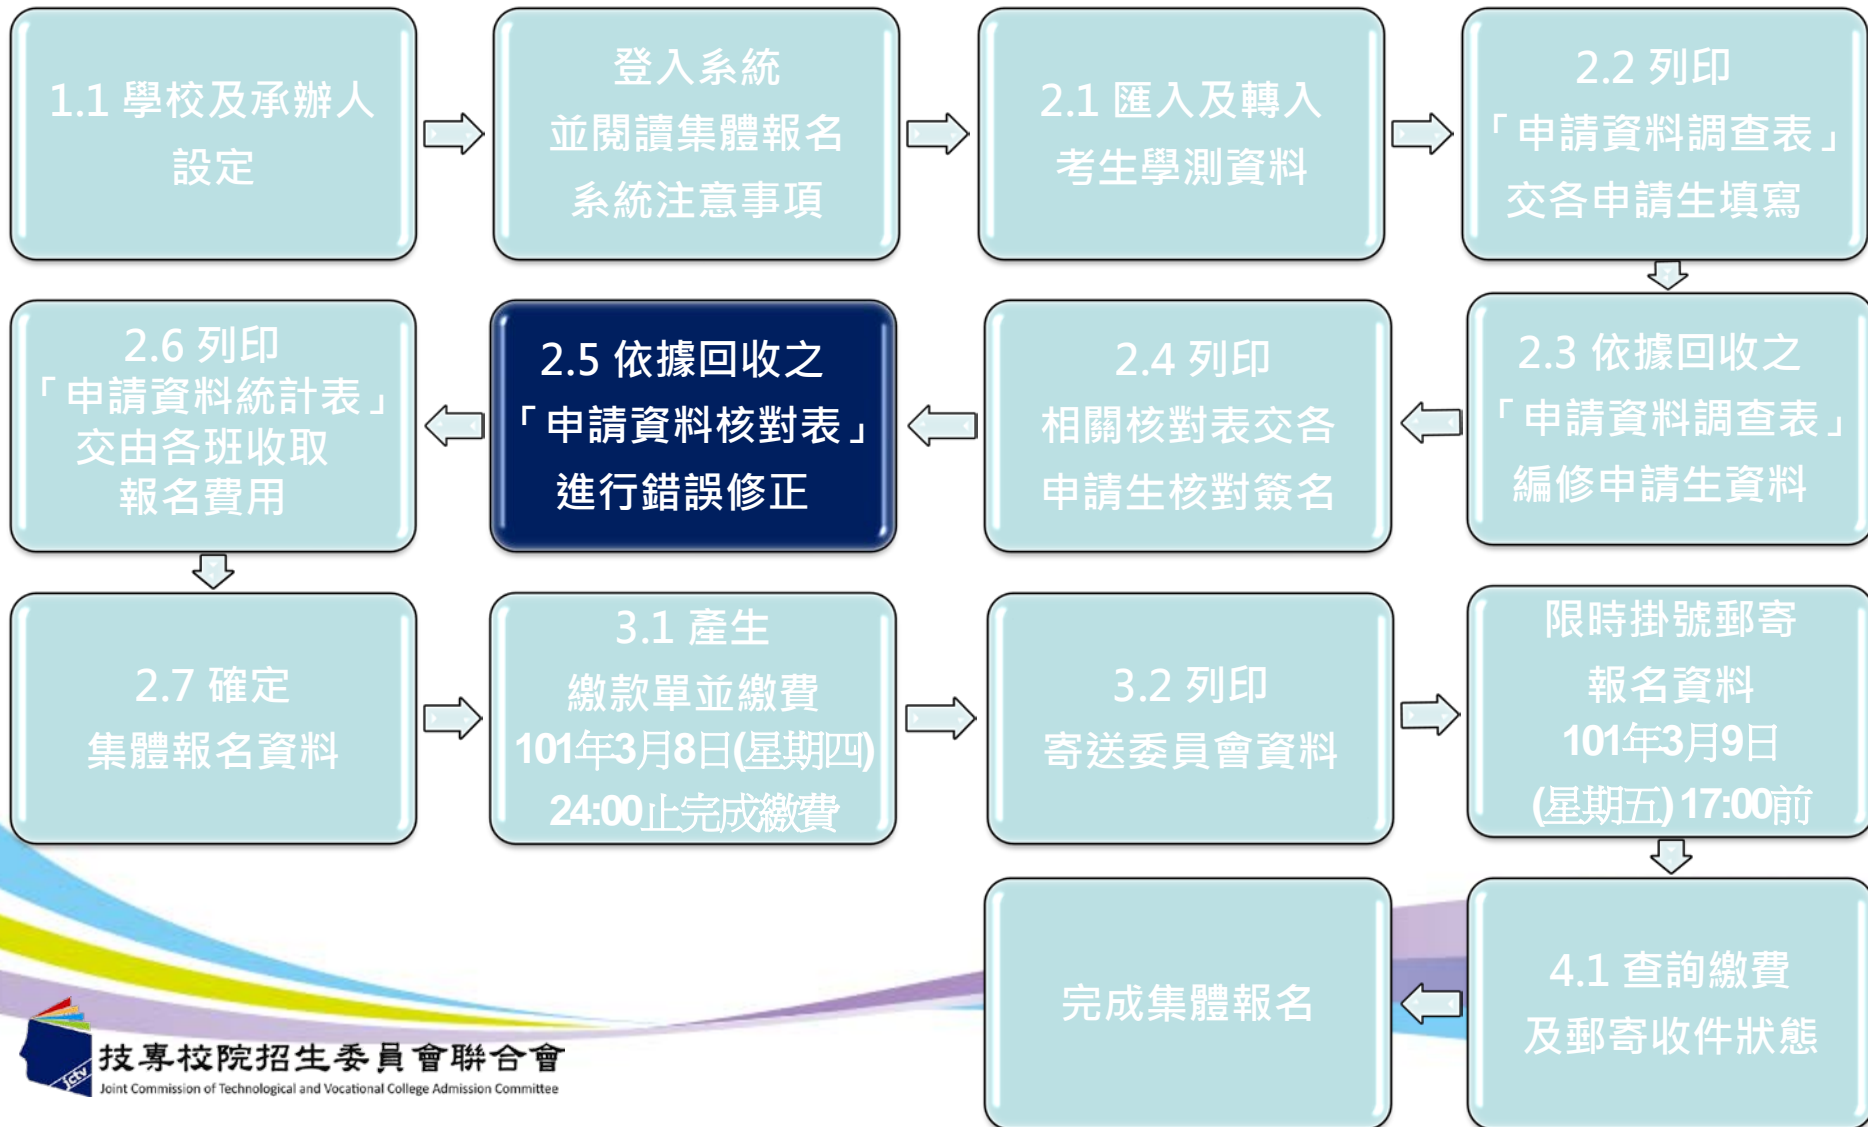 1.1 學校及承辦人
設定
登入系統
並閱讀集體報名
系統注意事項
2.1 匯入及轉入
考生學測資料
2.2 列印
「申請資料調查表」
交各申請生填寫
2.3 依據回收之
「申請資料調查表」
編修申請生資料
2.4 列印
相關核對表交各
申請生核對簽名
2.5 依據回收之
「申請資料核對表」
進行錯誤修正
2.6 列印
「申請資料統計表」
交由各班收取
報名費用
2.7 確定
集體報名資料
3.1 產生
繳款單並繳費
101年3月8日(星期四)
24:00止完成繳費
3.2 列印
寄送委員會資料
限時掛號郵寄
報名資料
101年3月9日
(星期五) 17:00前
4.1 查詢繳費
及郵寄收件狀態
完成集體報名
jctv
技專校院招生委員會聯合會
Joint Commission of Technological and Vocational College Admission Committee